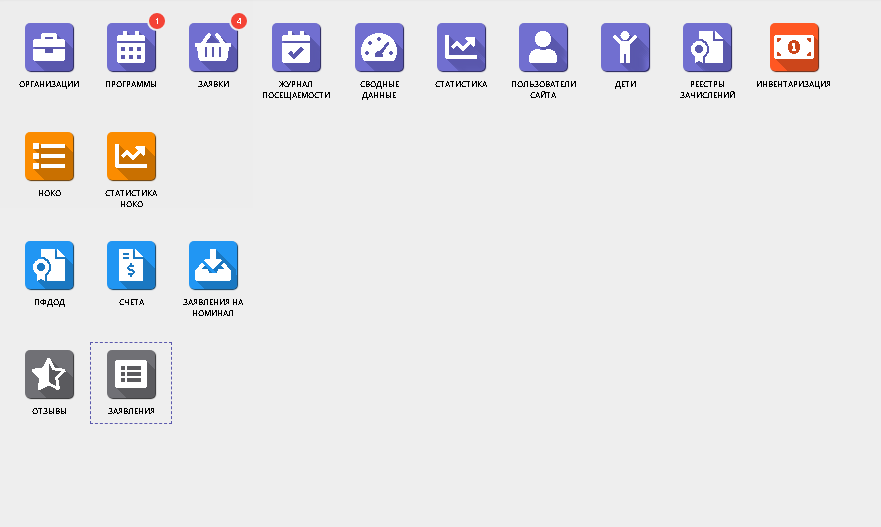 1
4
ОРГАНИЗАЦИИ
ПРОГРАММЫ
ЗАЯВКИ
ЖУРНАЛ
ПОСЕЩАЕМОСТИ
СВОДНЫЕ
ДАННЫЕ
СТАТИСТИКА
ПОЛЬЗОВАТЕЛИ
САЙТА
ДЕТИ
РЕЕСТРЫ
ЗАЧИСЛЕНИЙ
1
ИНВЕНТАРИЗАЦИЯ
НОКО
СТАТИСТИКА
НОКО
$
ПФДОД
СЧЕТА
ЗАЯВЛЕНИЯ НА
НОМИНАЛ
ОТЗЫВЫ
ЗАЯВЛЕНИЯ